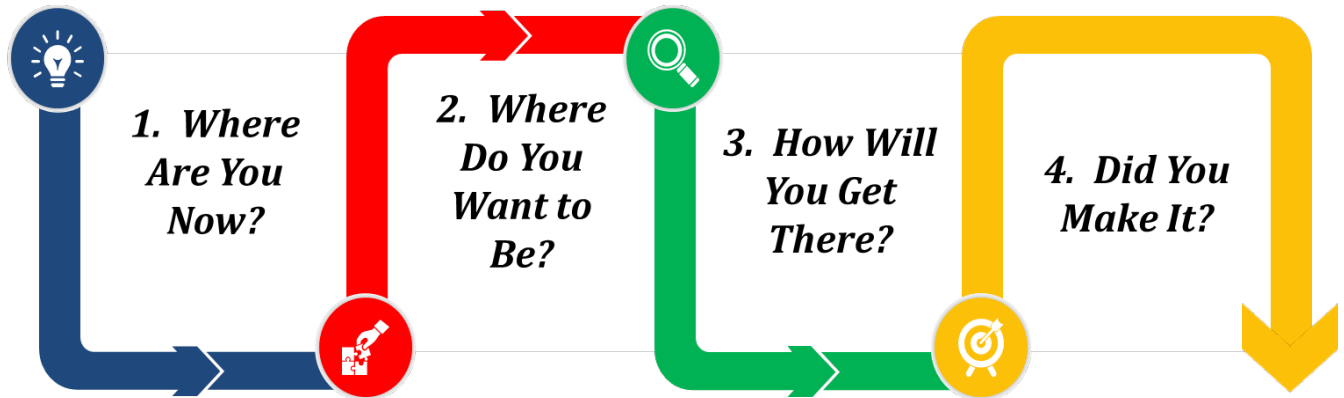 1. Where
Are You
Now?
2. Where
Do You
Want to
Be?
3. How Will
You Get
There?
4. Did You
Make It?